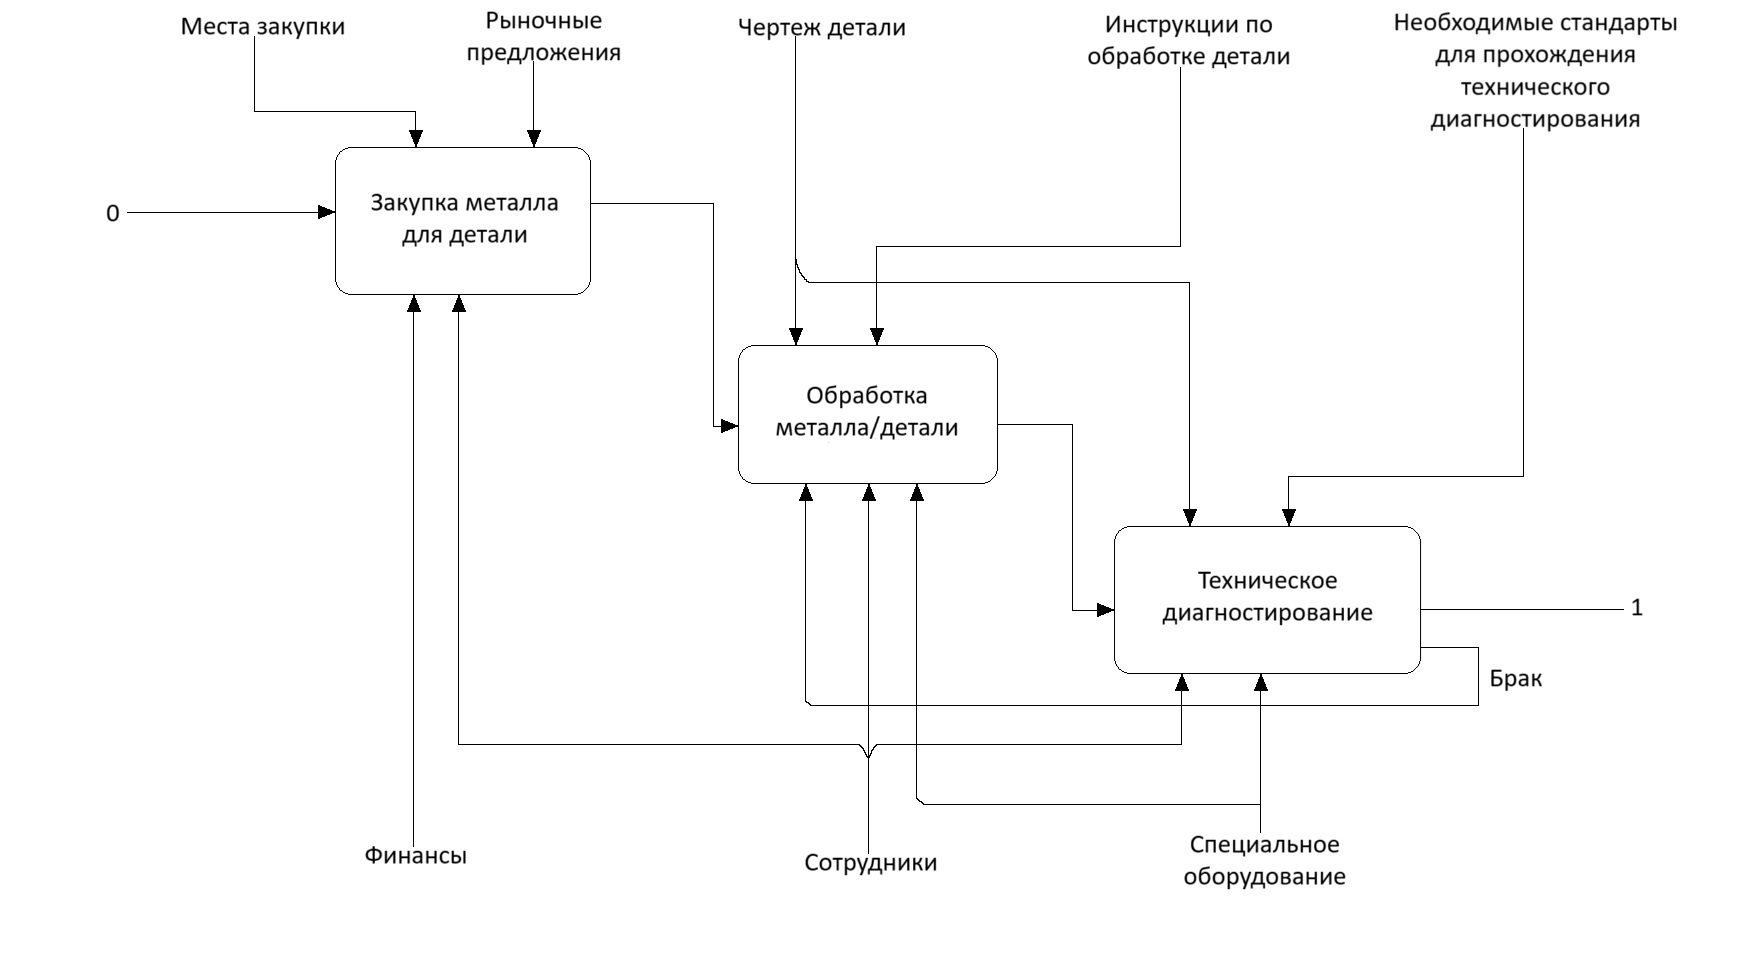 Места закупки
Рыночные
предложения
Чертеж детали
Инструкции по
обработке детали
Необходимые стандарты
для прохождения
технического
диагностирования
0
Закупка металла
для детали
Обработка
металла/детали
Техническое
диагностирование
1
Брак
Финансы
Сотрудники
Специальное
оборудование